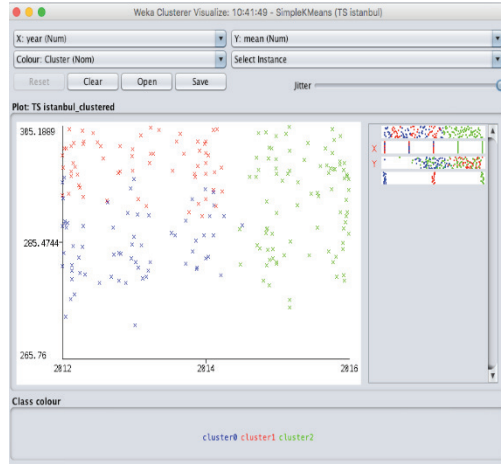 Weka Clusterer Visualize: 10:41:49 - SimpleKMeans (TS istanbul)
X: year (Num)
Y: mean (Num)
Colour: Cluster (Nom)
Select Instance
Reset
Clear
Open
Save
Jitter
Plot: TS istanbul_clustered
305.1889
285.4744
265.76
2012
2014
2016
X
Y
Class colour
cluster0 cluster1 cluster2